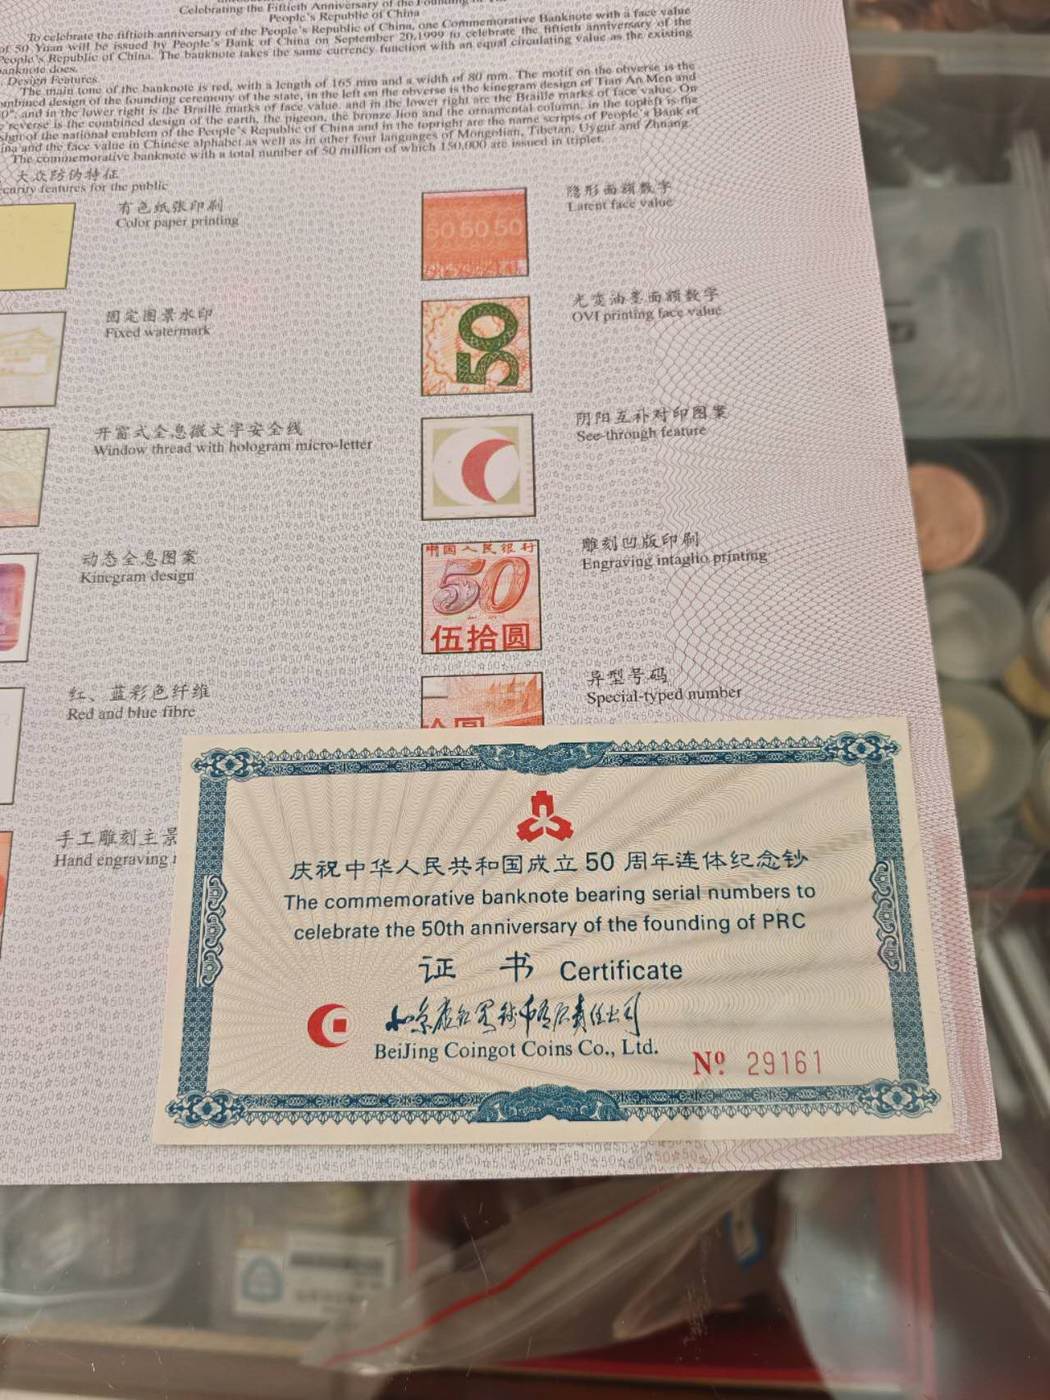 Celebrating the Fiftieth Anniversary of the Founding of the
People's Republic of China
To celebrate the fiftieth anniversary of the People's Republic of China, one Commemorative Banknote with a face value
of 50 Yuan will be issued by People's Bank of China on September 20,1999 to celebrate the fiftieth anniversary of the
People's Republic of China. The banknote takes the same currency function with an equal circulating value as the existing
banknote does.
Design Features
The main tone of the banknote is red, with a length of 165 mm and a width of 80 mm. The motif on the obverse is the
combined design of the founding ceremony of the state, in the left on the obverse is the kinegram design of Tian An Men and
0", and in the lower right is the Braille marks of face value, and in the lower right are the Braille marks of face value. On
reverse is the combined design of the earth, the pigeon, the bronze lion and the ornamental column, in the topleft is the
sign of the national emblem of the People's Republic of China and in the topright are the name scripts of People's Bank of
ina and the face value in Chinese alphabet as well as in other four languages of Mongolian, Tibetan, Uygur and Zhuang.
The commemorative banknote with a total number of 50 million of which 150,000 are issued in triplet.
大众防伪特征
curity features for the public
有色纸张印刷
Color paper printing
隐形面额数字
Latent face value
50 50 50
固定图景水印
Fixed watermark
光变油墨面额数字
OVI printing face value
50
开窗式全息微文字安全线
Window thread with hologram micro-letter
阴阳互补对印图案
See-through feature
动态全息图案
Kinegram design
雕刻凹版印刷
Engraving intaglio printing
中国人民银行
50
伍拾圆
红、蓝彩色纤维
Red and blue fibre
异型号码
Special-typed number
拾圆
手工雕刻主景
Hand engraving
庆祝中华人民共和国成立 50 周年连体纪念钞
The commemorative banknote bearing serial numbers to
celebrate the 50th anniversary of the founding of PRC
证 书 Certificate
BeiJing Coingot Coins Co., Ltd.
Nº 29161